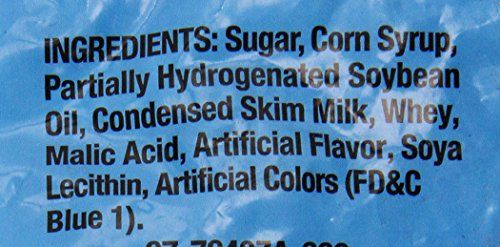 INGREDIENTS: Sugar, Corn Syrup,
Partially Hydrogenated Soybean
Oil, Condensed Skim Milk, Whey,
Malic Acid, Artificial Flavor, Soya
Lecithin, Artificial Colors (FD&C
Blue 1).